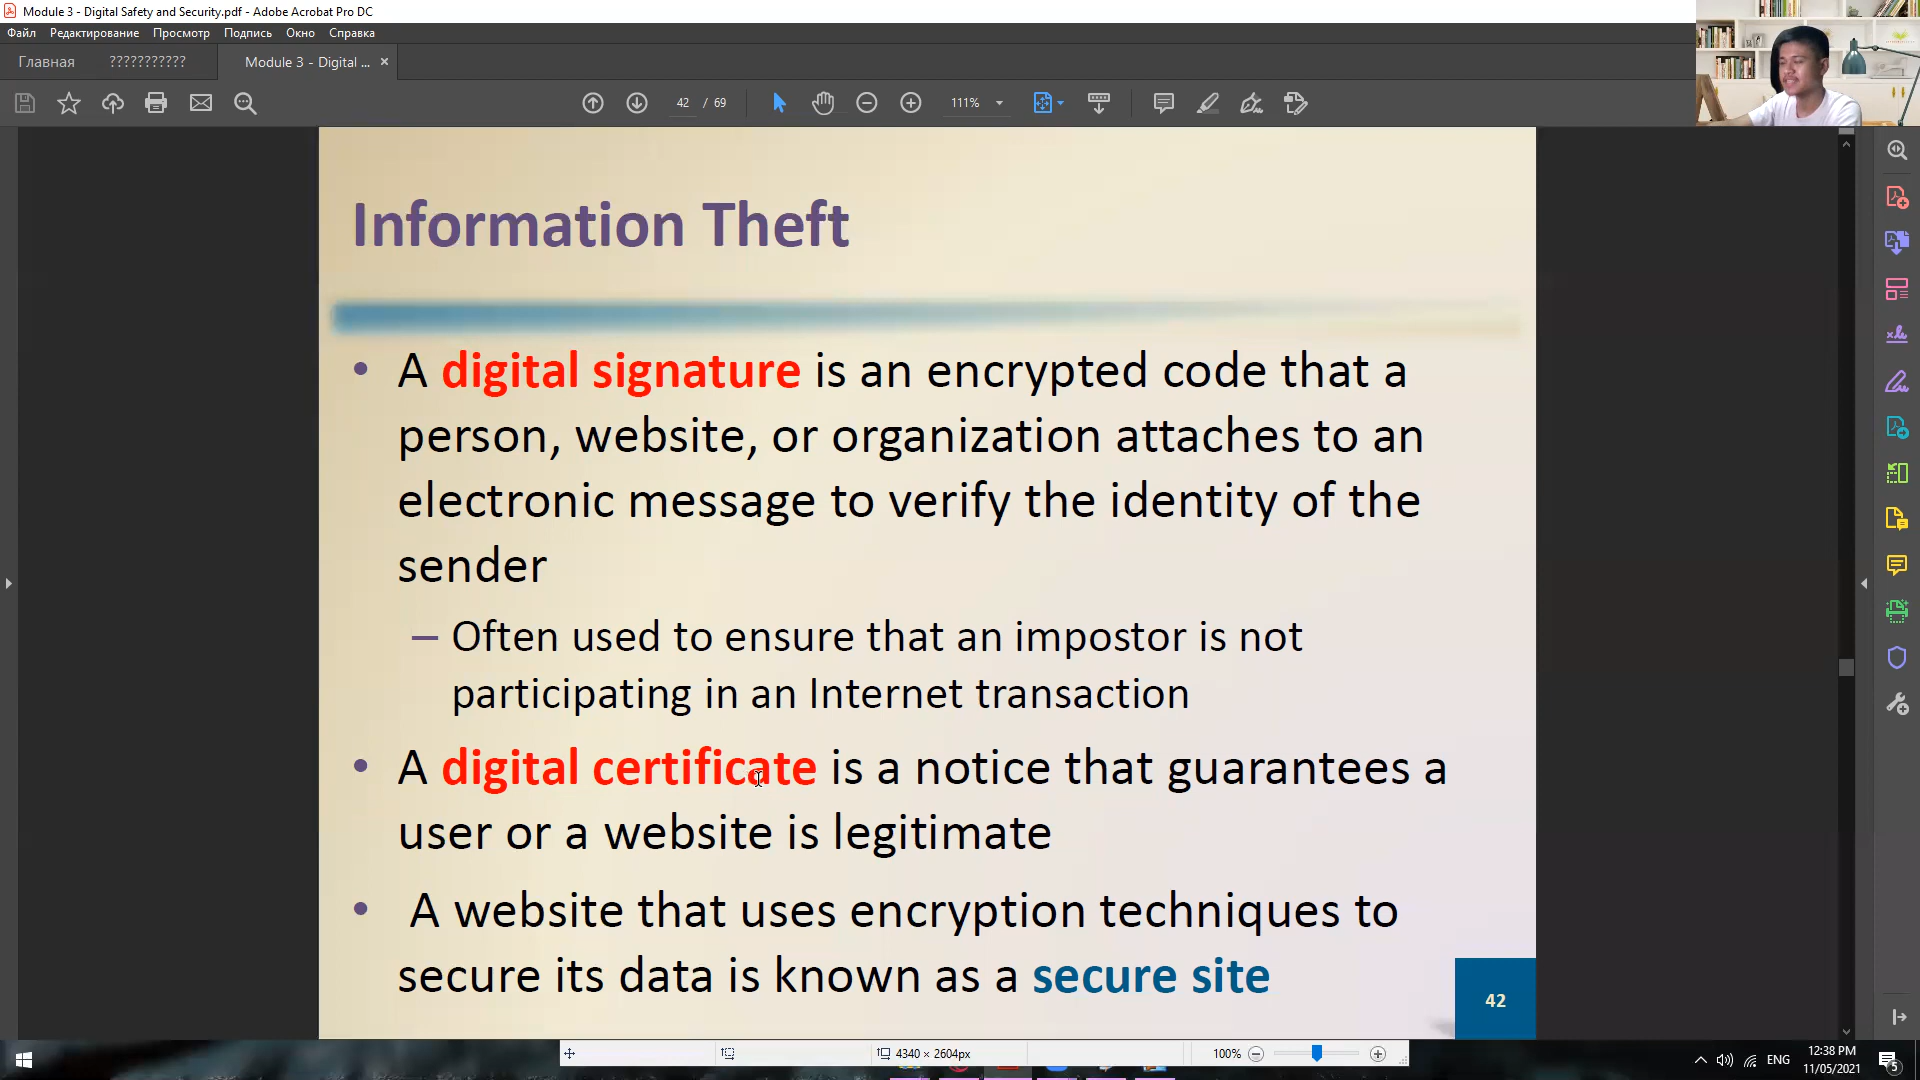 Module 3 - Digital Safety and Security.pdf - Adobe Acrobat Pro DC
Файл Редактирование Просмотр Подпись Окно Справка
Главная ??????????? Module 3 - Digital ... ×
42 / 69 111%
Information Theft
• A digital signature is an encrypted code that a
person, website, or organization attaches to an
electronic message to verify the identity of the
sender
– Often used to ensure that an impostor is not
participating in an Internet transaction
• A digital certificate is a notice that guarantees a
user or a website is legitimate
• A website that uses encryption techniques to
secure its data is known as a secure site
42
4340 × 2604px 100%
ENG 12:38 PM 5
11/05/2021